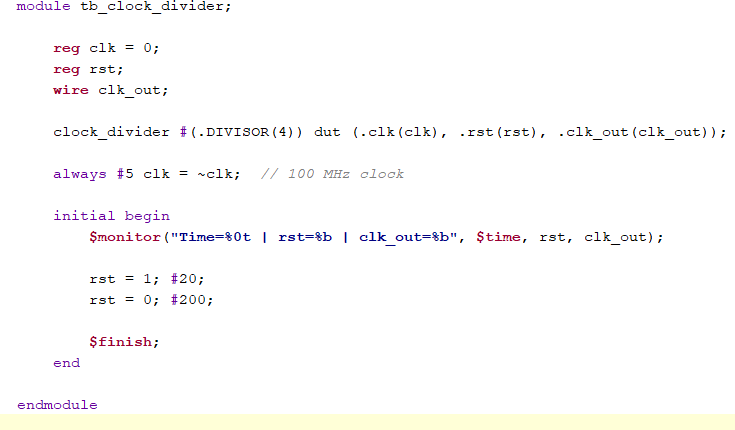 module tb_clock_divider;
reg clk = 0;
reg rst;
wire clk_out;
clock_divider #(.DIVISOR(4)) dut (.clk(clk), .rst(rst), .clk_out(clk_out));
always #5 clk = ~clk;  // 100 MHz clock
initial begin
$monitor("Time=%0t | rst=%b | clk_out=%b", $time, rst, clk_out);
rst = 1; #20;
rst = 0; #200;
$finish;
end
endmodule